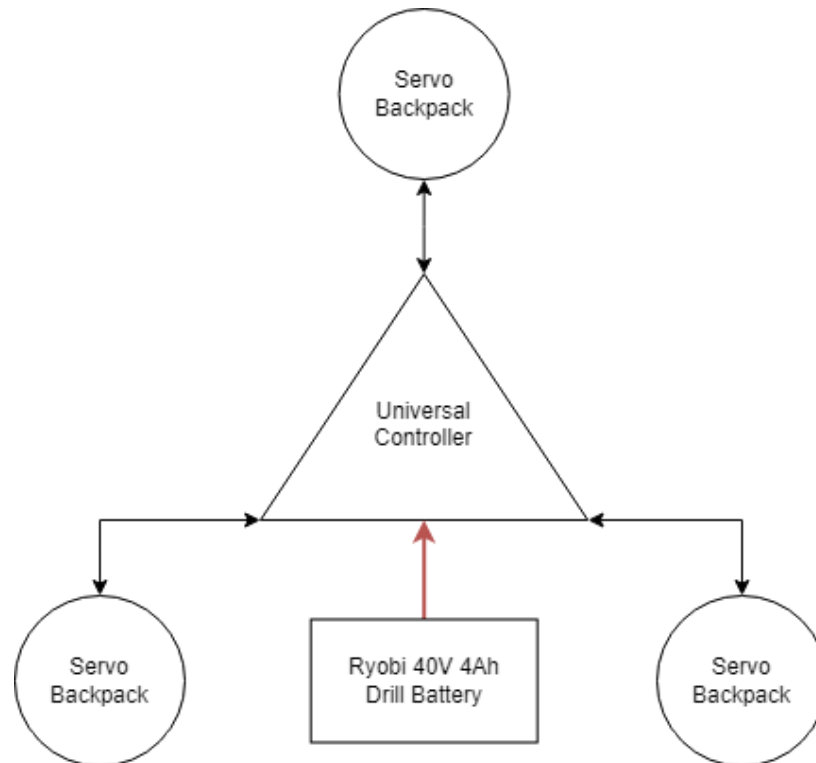 Servo
Backpack
Universal
Controller
Servo
Backpack
Ryobi 40V 4Ah
Drill Battery
Servo
Backpack